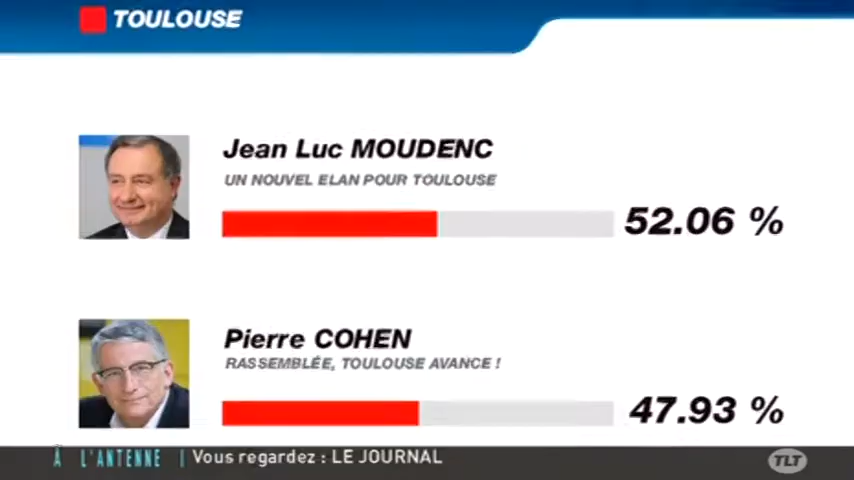 TOULOUSE
Jean Luc MOUDENC
UN NOUVEL ELAN POUR TOULOUSE
52.06 %
Pierre COHEN
RASSEMBLÉE, TOULOUSE AVANCE !
47.93 %
À L'ANTENNE | Vous regardez : LE JOURNAL
TLT